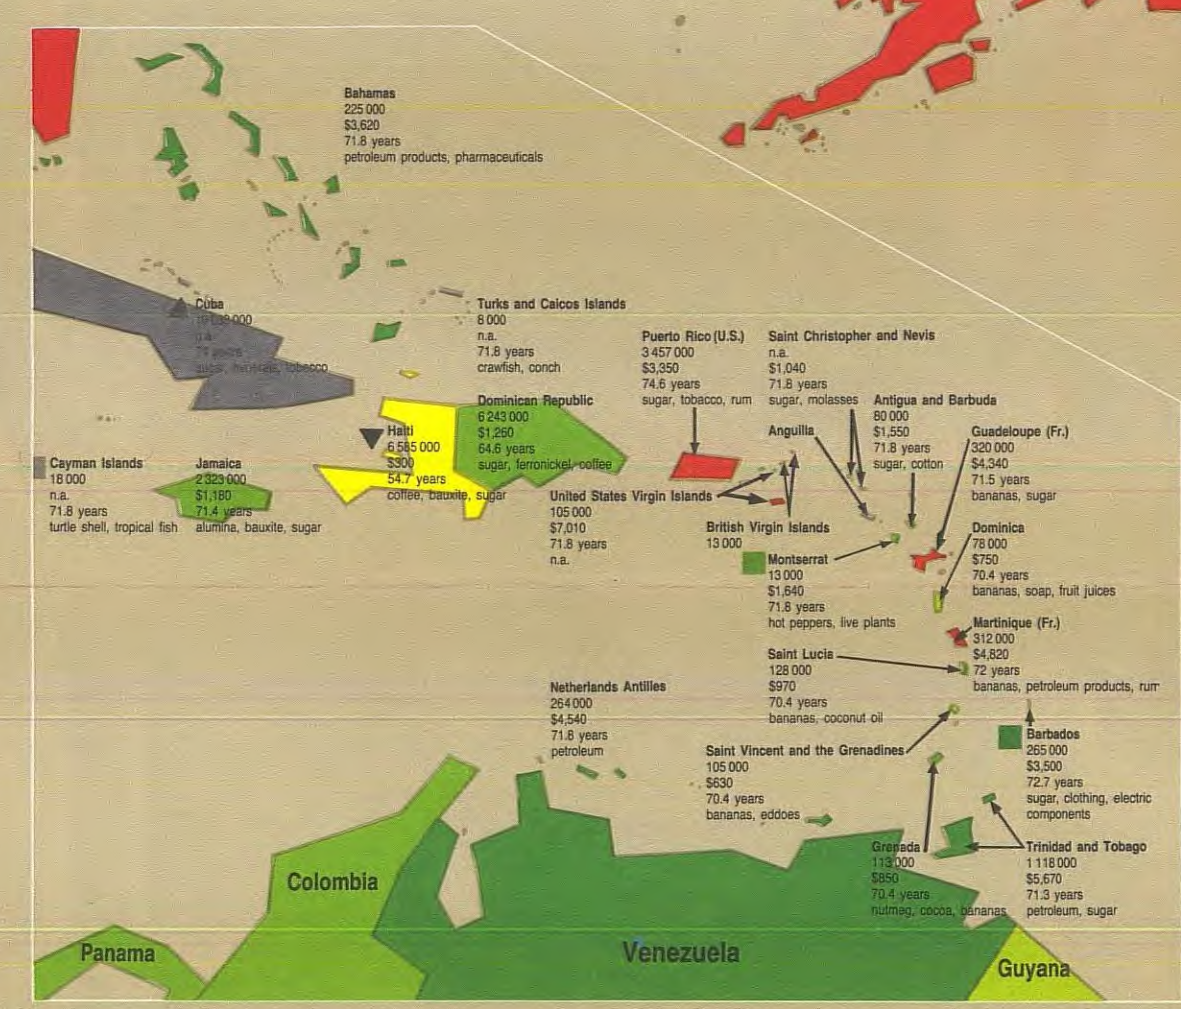 Bahamas
225 000
$3,620
71.8 years
petroleum products, pharmaceuticals
Cuba
n.a.
sugar, minerals, tobacco
Turks and Caicos Islands
8 000
n.a.
71.8 years
crawfish, conch
Puerto Rico (U.S.)
3 457 000
$3,350
74.6 years
sugar, tobacco, rum
Saint Christopher and Nevis
n.a.
$1,040
71.8 years
sugar, molasses
Antigua and Barbuda
80 000
$1,550
71.8 years
sugar, cotton
Anguilla
Guadeloupe (Fr.)
320 000
$4,340
71.5 years
bananas, sugar
Dominican Republic
6 243 000
$1,260
64.6 years
sugar, ferronickel, coffee
Haiti
6 585 000
$300
54.7 years
coffee, bauxite, sugar
Cayman Islands
18 000
n.a.
71.8 years
turtle shell, tropical fish
Jamaica
2 323 000
$1,180
71.4 years
alumina, bauxite, sugar
United States Virgin Islands
105 000
$7,010
71.8 years
n.a.
British Virgin Islands
13 000
Montserrat
13 000
$1,640
71.8 years
hot peppers, live plants
Dominica
78 000
$750
70.4 years
bananas, soap, fruit juices
Martinique (Fr.)
312 000
$4,820
72 years
bananas, petroleum products, rum
Saint Lucia
128 000
$970
70.4 years
bananas, coconut oil
Netherlands Antilles
264 000
$4,540
71.8 years
petroleum
Saint Vincent and the Grenadines
105 000
$630
70.4 years
bananas, eddoes
Barbados
265 000
$3,500
72.7 years
sugar, clothing, electric
components
Grenada
113 000
$850
70.4 years
nutmeg, cocoa, bananas
Trinidad and Tobago
1 118 000
$5,670
71.3 years
petroleum, sugar
Colombia
Panama
Venezuela
Guyana